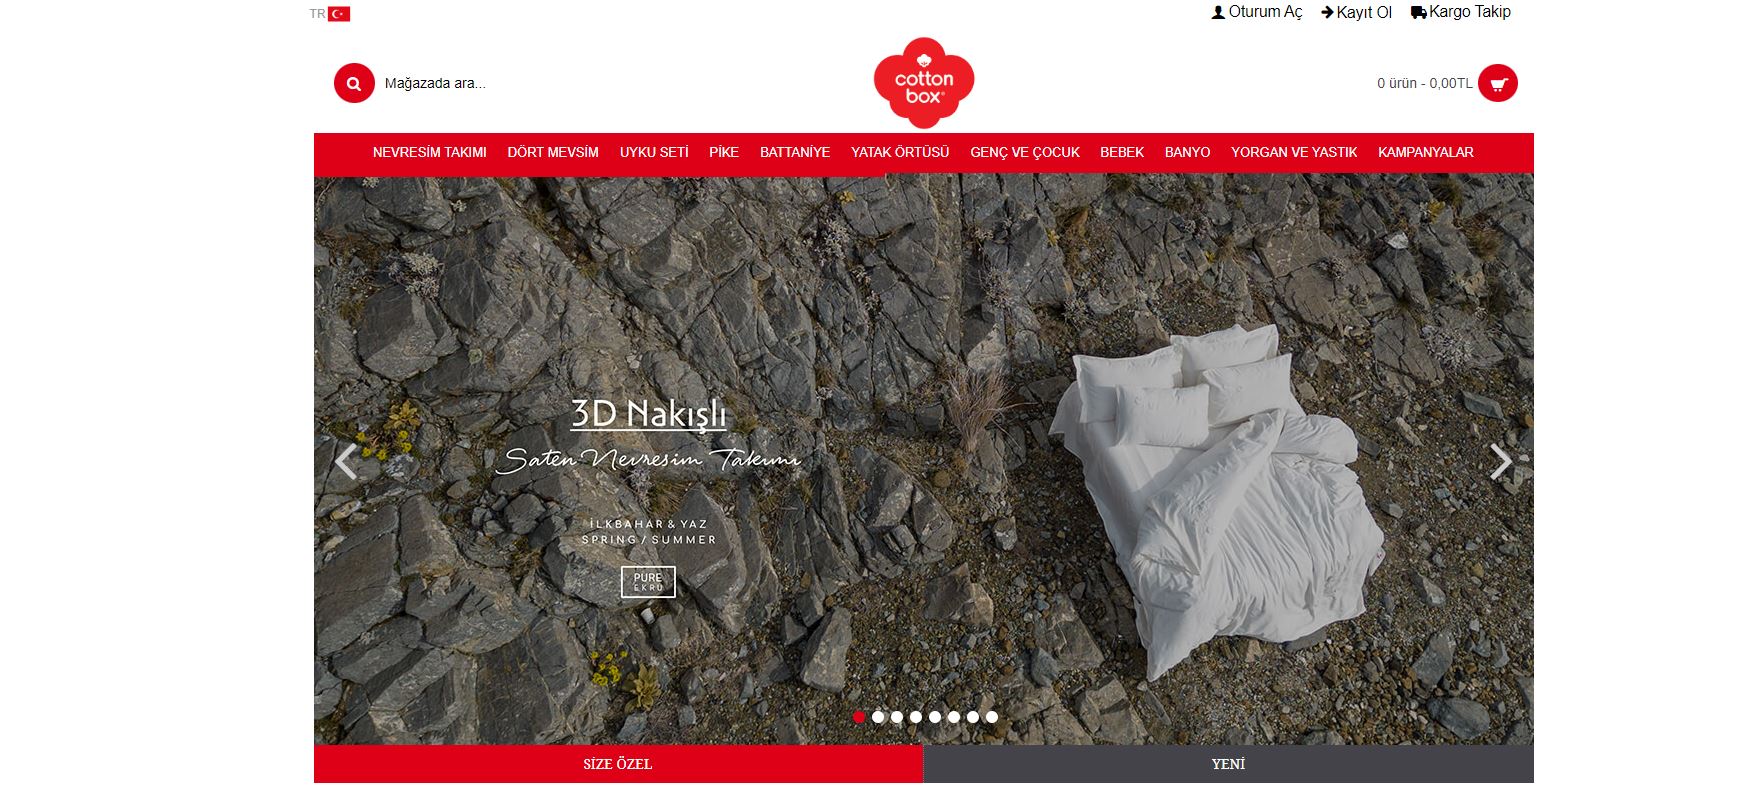 TR
Oturum Aç
Kayıt Ol
Kargo Takip
Mağazada ara...
cotton
box®
0 ürün - 0,00TL
NEVRESİM TAKIMI DÖRT MEVSİM UYKU SETİ PİKE BATTANİYE YATAK ÖRTÜSÜ GENÇ VE ÇOCUK BEBEK BANYO YORGAN VE YASTIK KAMPANYALAR
3D Nakışlı
Saten Nevresim Takımı
İLKBAHAR & YAZ
SPRING / SUMMER
PURE
EKRU
SİZE ÖZEL
YENİ